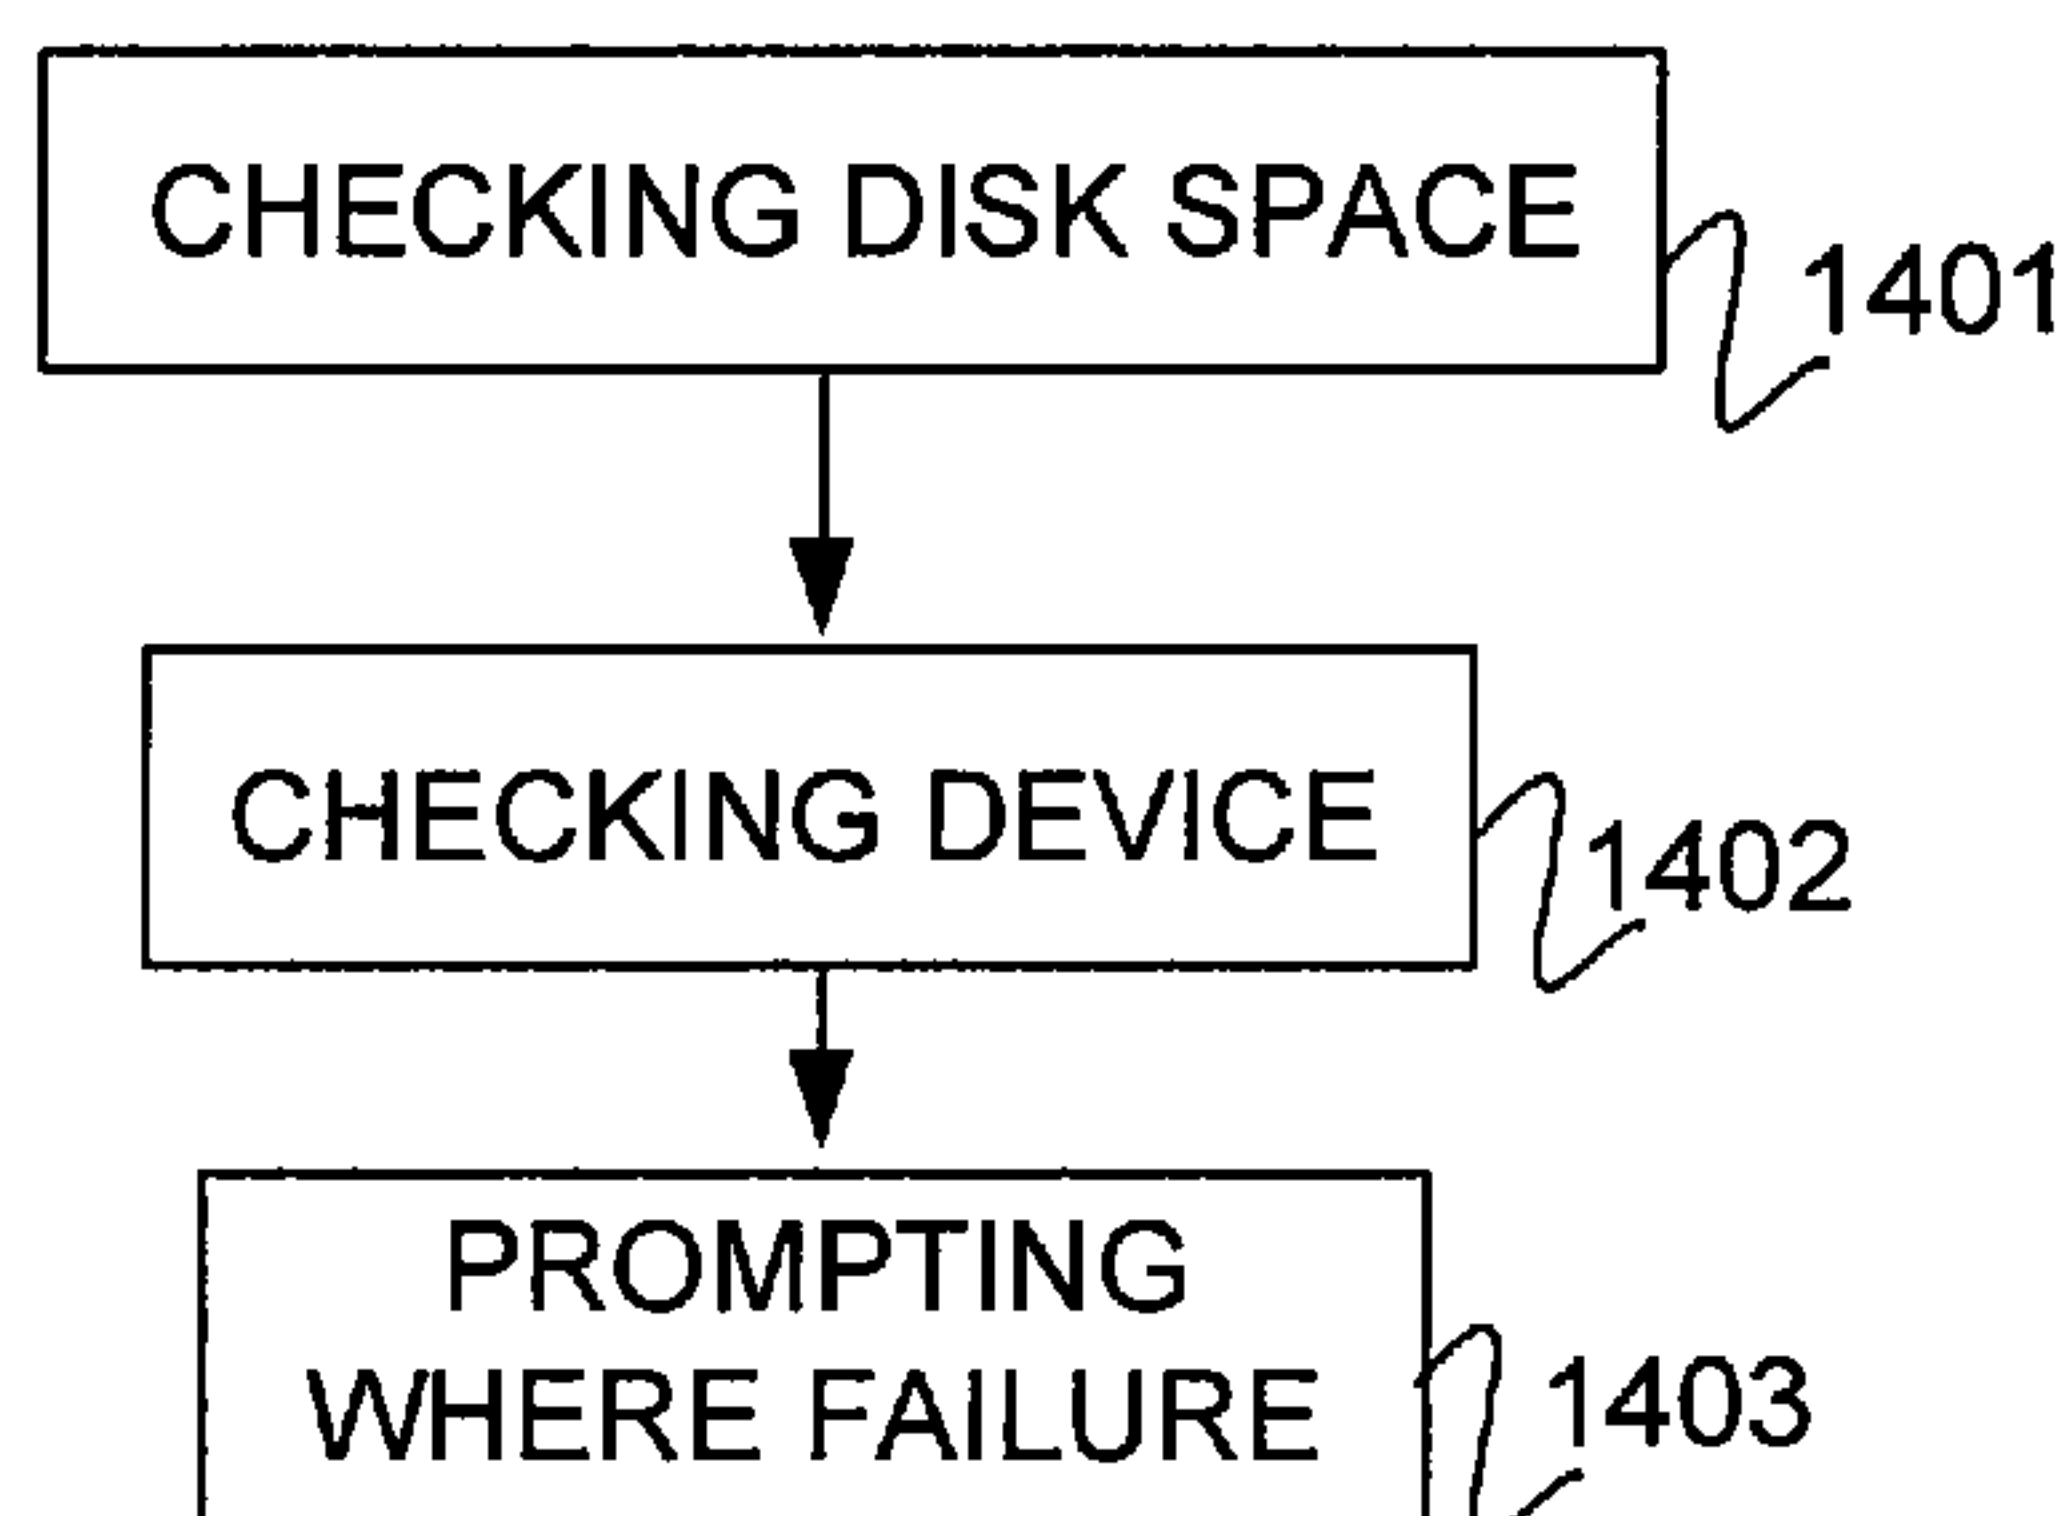 CHECKING DISK SPACE
1401
CHECKING DEVICE
1402
PROMPTING
WHERE FAILURE
1403